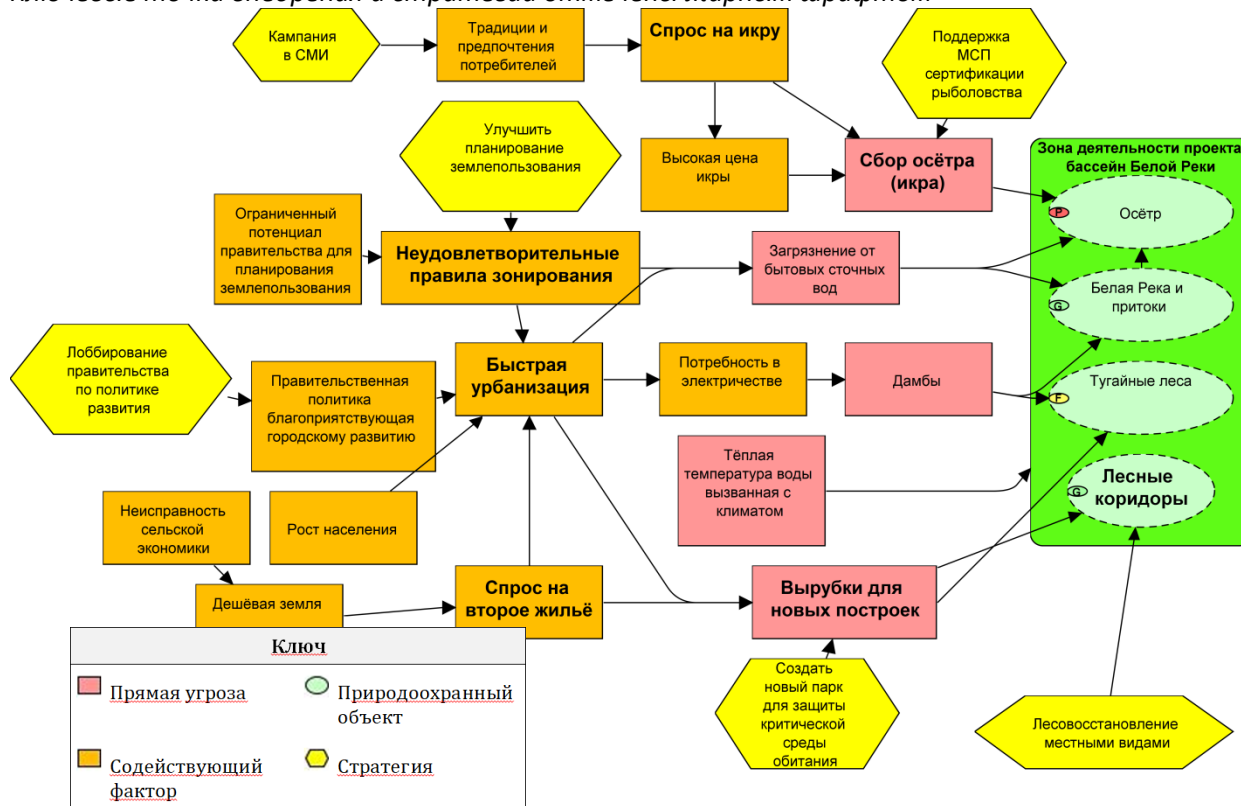 Кампания
в СМИ
Традиции и
предпочтения
потребителей
Спрос на икру
Поддержка
МСП
сертификации
рыболовства
Улучшить
планирование
землепользования
Высокая цена
икры
Сбор осётра
(икра)
Зона деятельности проекта
бассейн Белой Реки
P
Осётр
Ограниченный
потенциал
правительства для
планирования
землепользования
Неудовлетворительные
правила зонирования
Загрязнение от
бытовых сточных
вод
Белая Река и
притоки
G
Лоббирование
правительства
по политике
развития
Правительственная
политика
благоприятствующая
городскому развитию
Быстрая
урбанизация
Потребность в
электричестве
Дамбы
Тугайные леса
F
Тёплая
температура воды
вызванная с
климатом
Лесные
коридоры
G
Неисправность
сельской
экономики
Рост населения
Дешёвая земля
Спрос на
второе жильё
Вырубки для
новых построек
Создать
новый парк
для защиты
критической
среды
обитания
Лесовосстановление
местными видами
Ключ
Прямая угроза
Природоохранный
объект
Содействующий
фактор
Стратегия